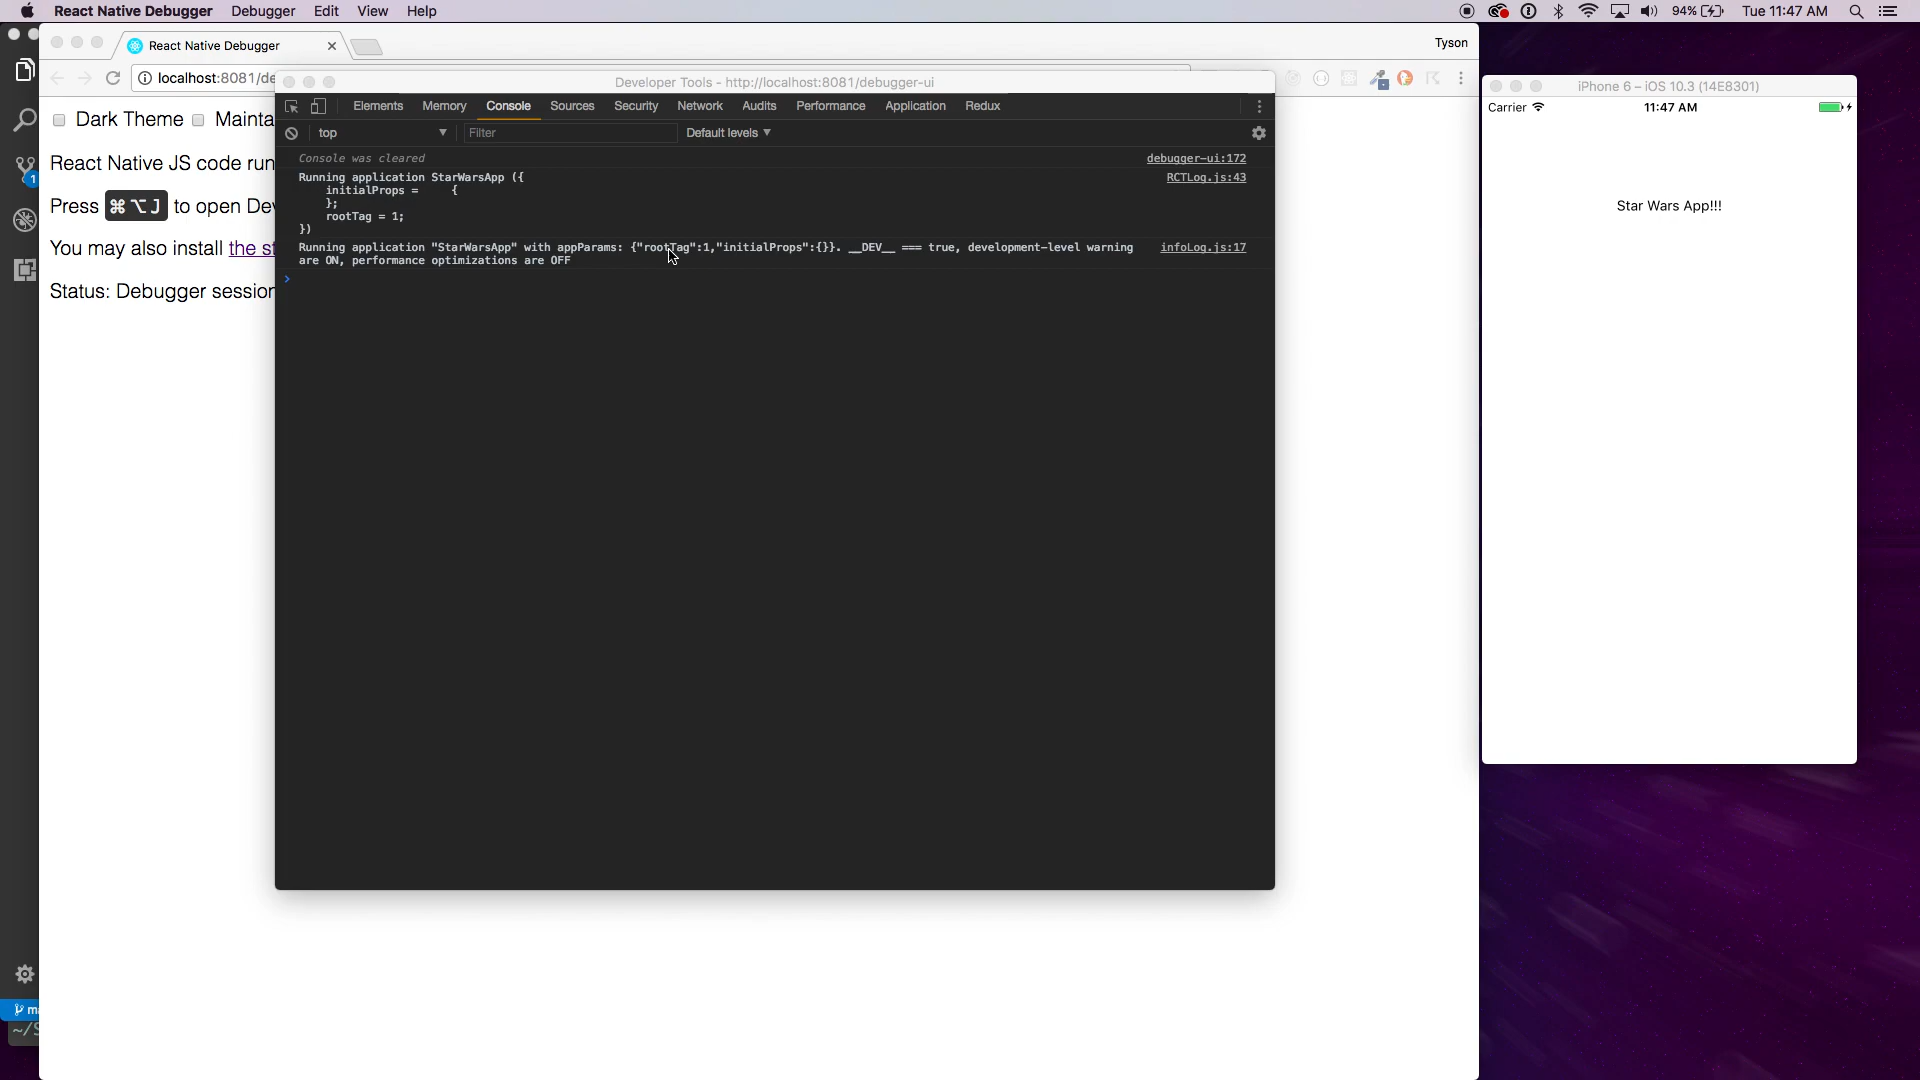 React Native Debugger Debugger Edit View Help
94% Tue 11:47 AM
React Native Debugger
Tyson
localhost:8081/de
Developer Tools - http://localhost:8081/debugger-ui
Elements Memory Console Sources Security Network Audits Performance Application Redux
top Filter Default levels
Console was cleared debugger-ui:172
Running application StarWarsApp ({ RCTLog.js:43
initialProps = {
};
rootTag = 1;
})
Running application "StarWarsApp" with appParams: {"rootTag":1,"initialProps":{}}. __DEV__ === true, development-level warning infoLog.js:17
are ON, performance optimizations are OFF
>
Dark Theme Mainta
React Native JS code run
Press ⌘⌥J to open Dev
You may also install the st
Status: Debugger session
1
ma
~/S
iPhone 6 – iOS 10.3 (14E8301)
Carrier 11:47 AM
Star Wars App!!!